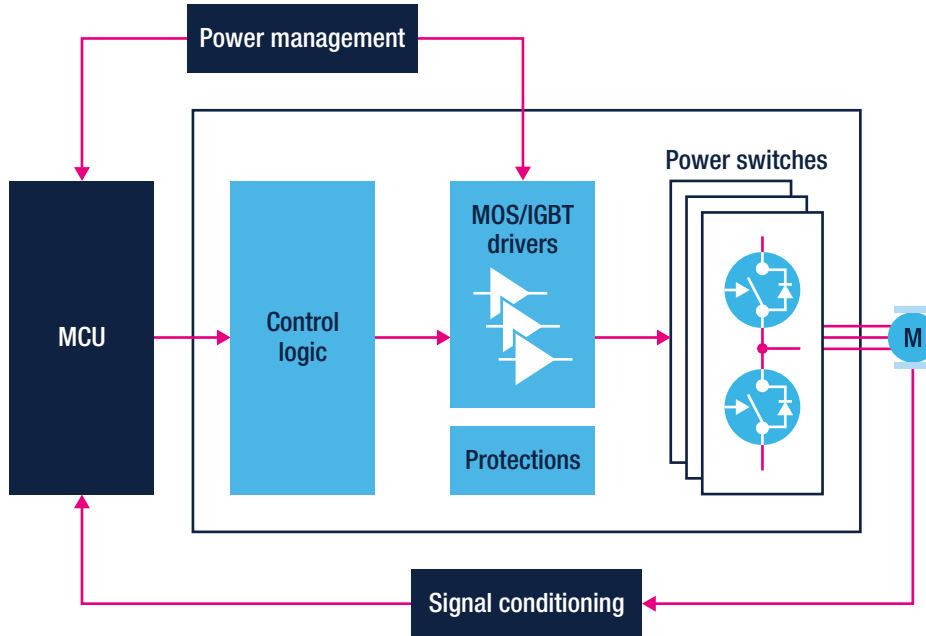 Power management
Power switches
MCU
Control
logic
MOS/IGBT
drivers
Protections
M
Signal conditioning